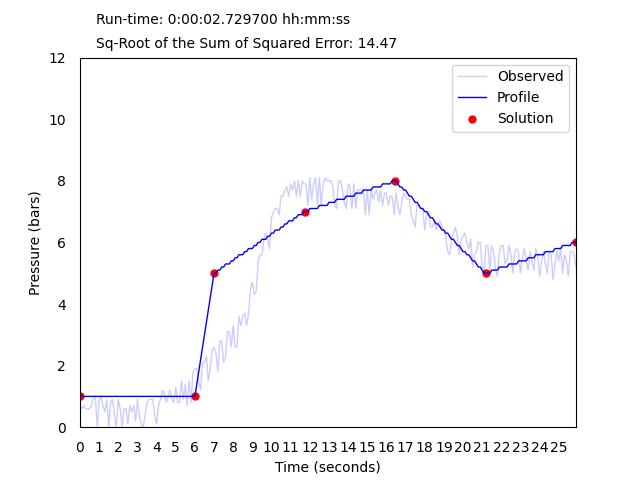 Run-time: 0:00:02.729700 hh:mm:ss
Sq-Root of the Sum of Squared Error: 14.47
Observed
Profile
Solution
12
10
8
6
4
2
0
Pressure (bars)
0 1 2 3 4 5 6 7 8 9 10 11 12 13 14 15 16 17 18 19 20 21 22 23 24 25
Time (seconds)